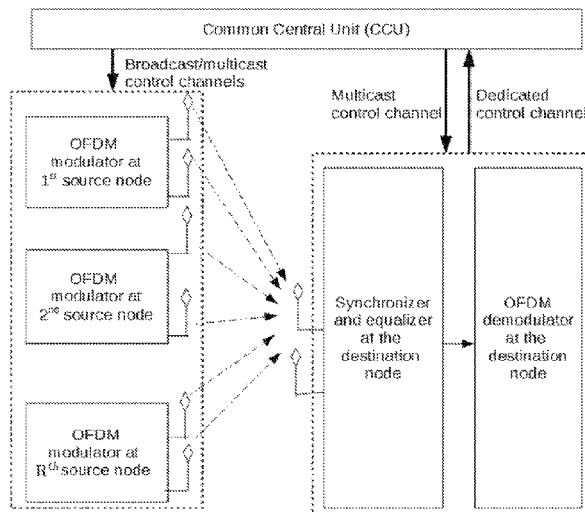 Common Central Unit (CCU)
Broadcast/multicast
control channels
Multicast
control channel
Dedicated
control channel
OFDM
modulator at
1st source node
OFDM
modulator at
2nd source node
OFDM
modulator at
Rth source node
Synchronizer
and equalizer
at the
destination
node
OFDM
demodulator
at the
destination
node